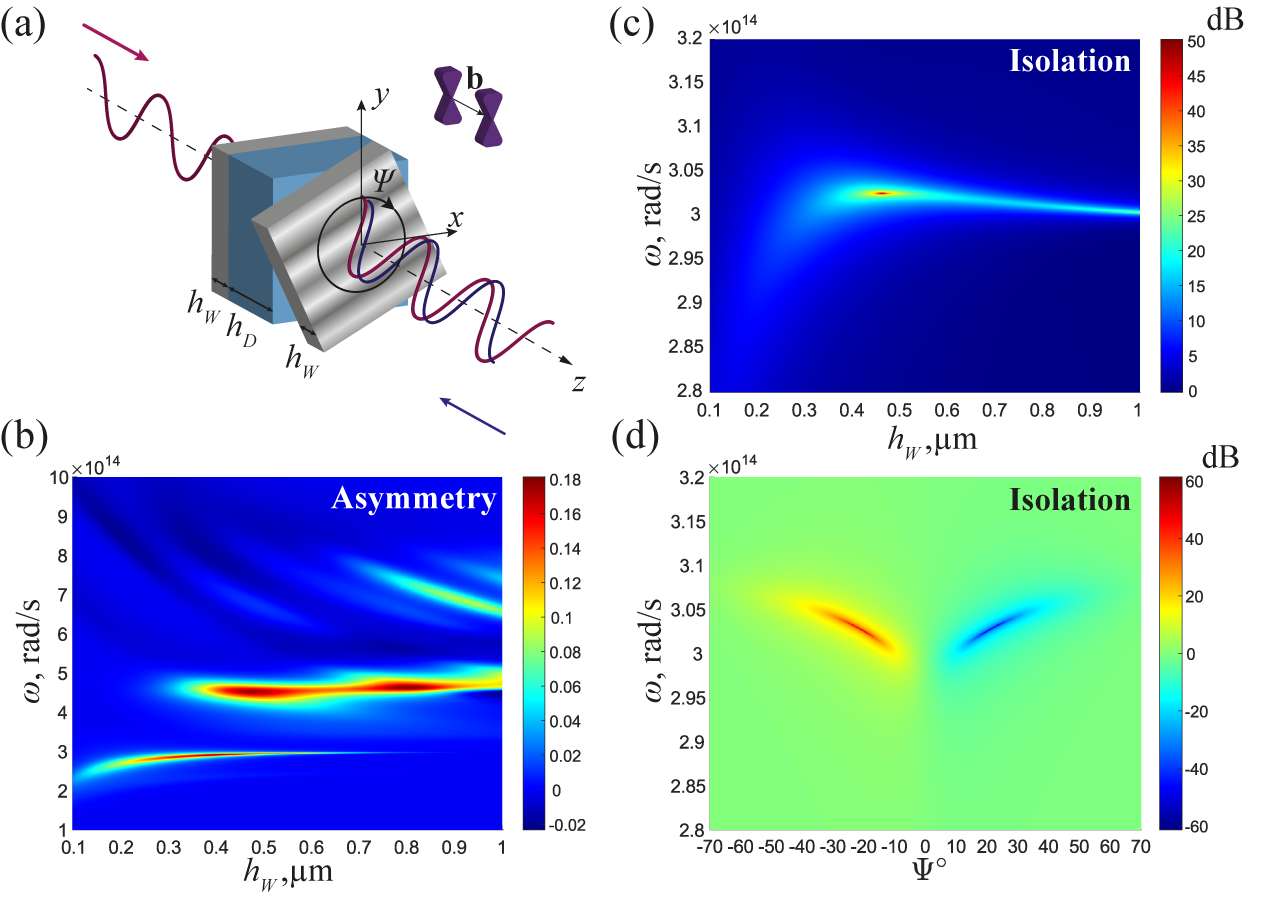 (a)
b
y
Ψ
x
h_W
h_D
h_W
z
(b)
×10¹⁴
Asymmetry
10
9
8
7
6
5
4
3
2
1
ω, rad/s
0.1 0.2 0.3 0.4 0.5 0.6 0.7 0.8 0.9 1
h_W,μm
0.18
0.16
0.14
0.12
0.10
0.08
0.06
0.04
0.02
0
-0.02
(c)
×10¹⁴
dB
Isolation
3.2
3.15
3.1
3.05
3
2.95
2.9
2.85
2.8
ω, rad/s
0.1 0.2 0.3 0.4 0.5 0.6 0.7 0.8 0.9 1
h_W,μm
50
45
40
35
30
25
20
15
10
5
0
(d)
×10¹⁴
dB
Isolation
3.2
3.15
3.1
3.05
3
2.95
2.9
2.85
2.8
ω, rad/s
-70 -60 -50 -40 -30 -20 -10 0 10 20 30 40 50 60 70
Ψ°
60
40
20
0
-20
-40
-60